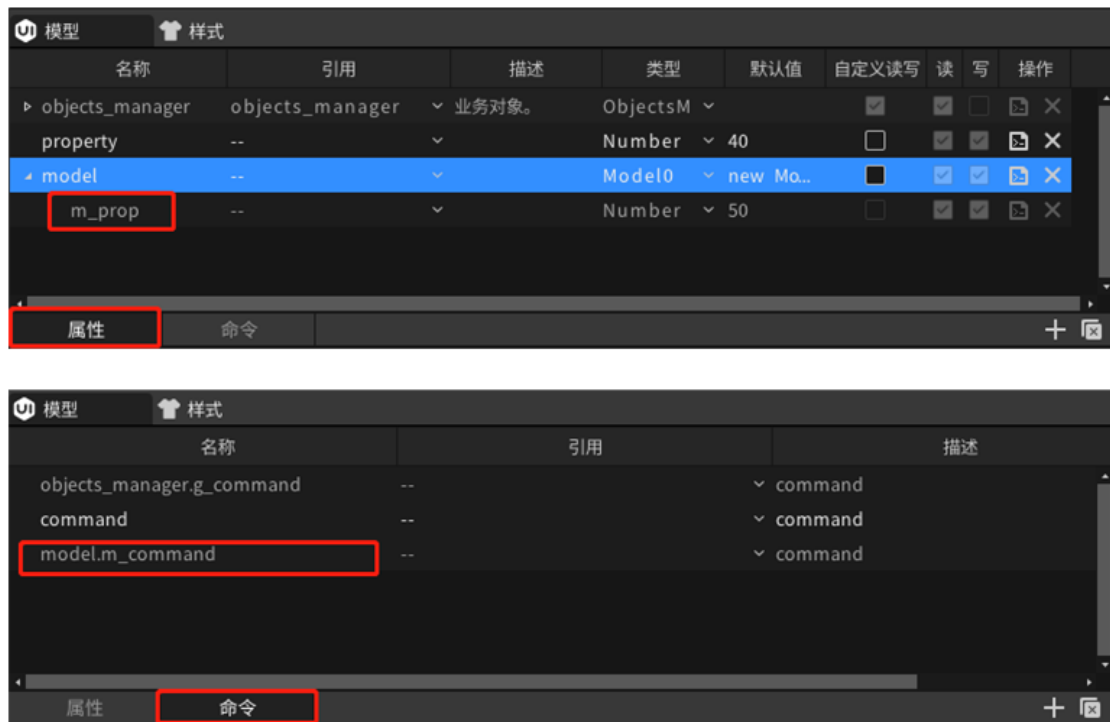 模型 样式
名称 引用 描述 类型 默认值 自定义读写 读 写 操作
objects_manager objects_manager 业务对象。 ObjectsM
property -- Number 40
model -- Model0 new Mo...
m_prop -- Number 50
属性 命令
模型 样式
名称 引用 描述
objects_manager.g_command -- command
command -- command
model.m_command -- command
属性 命令